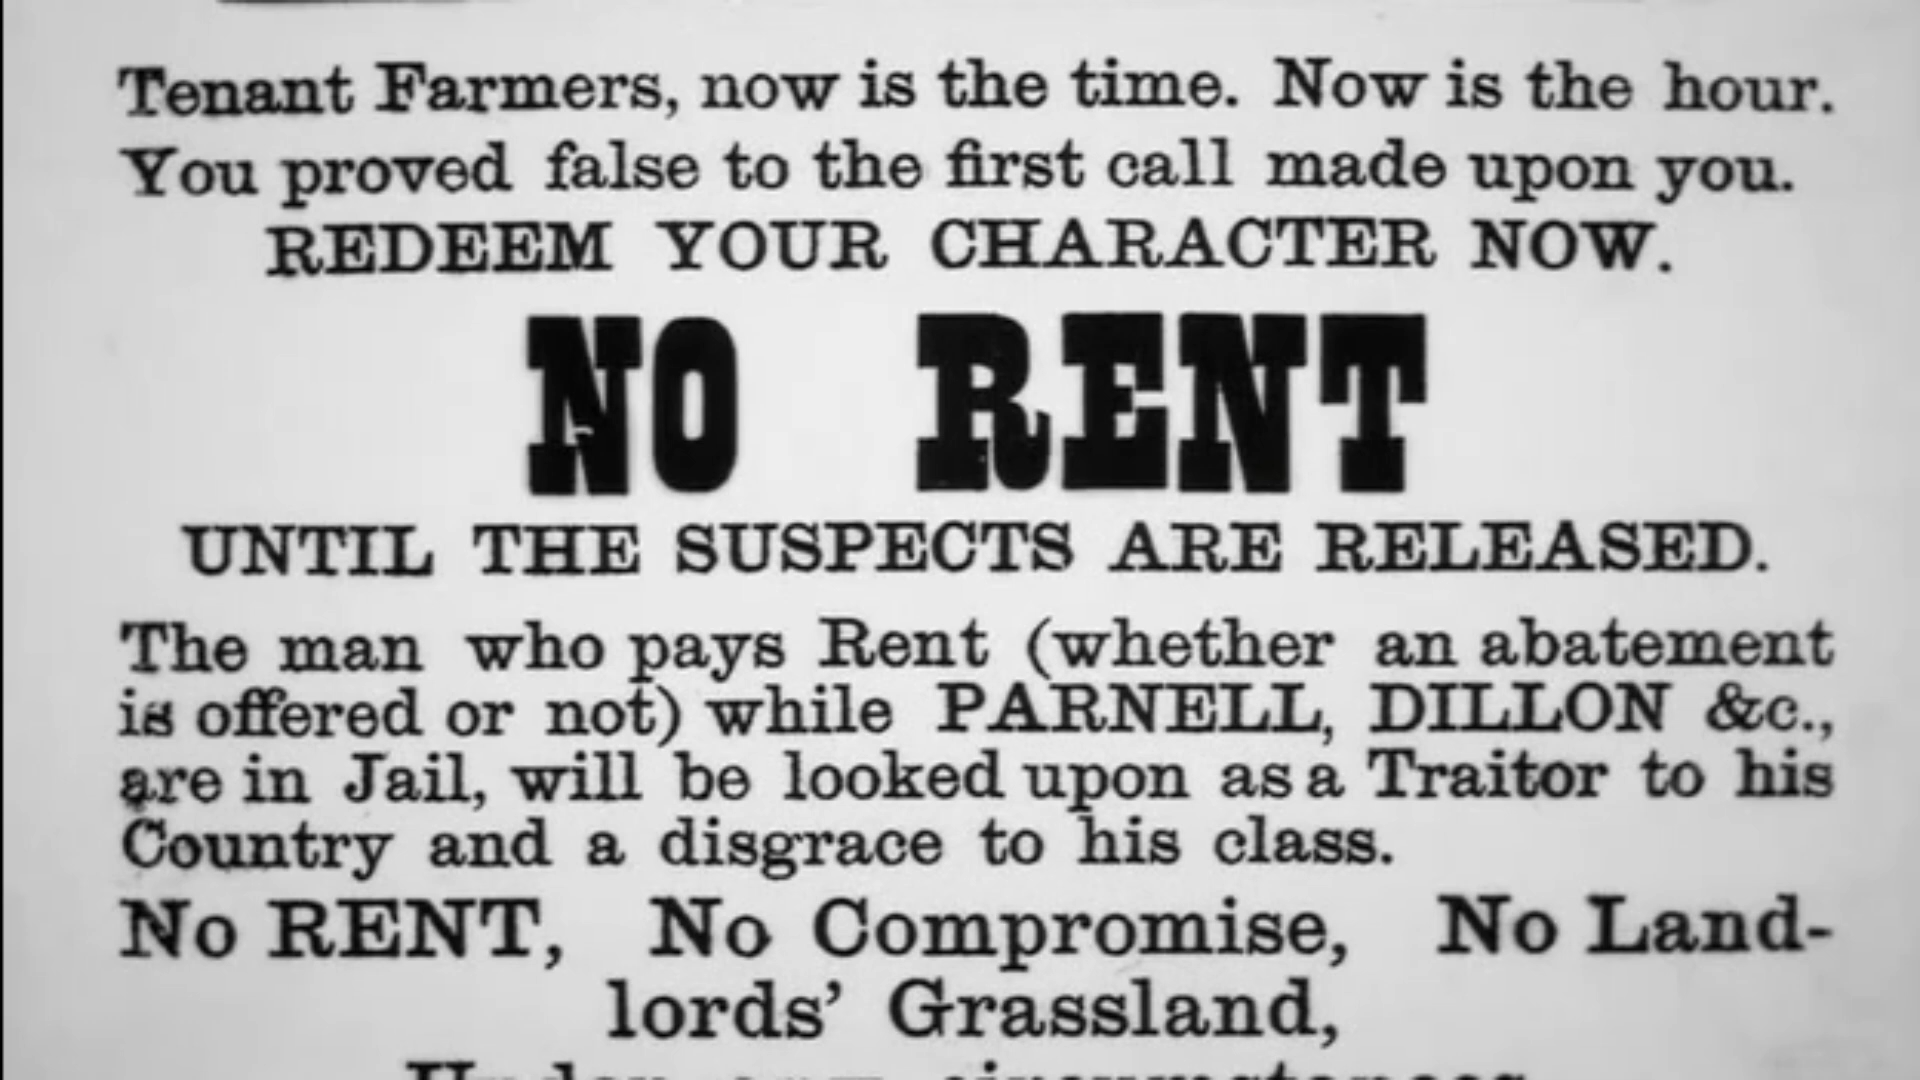 Tenant Farmers, now is the time. Now is the hour.
You proved false to the first call made upon you.
REDEEM YOUR CHARACTER NOW.
NO RENT
UNTIL THE SUSPECTS ARE RELEASED.
The man who pays Rent (whether an abatement
is offered or not) while PARNELL, DILLON &c.,
are in Jail, will be looked upon as a Traitor to his
Country and a disgrace to his class.
No RENT, No Compromise, No Land-
lords' Grassland,
Under any circumstances